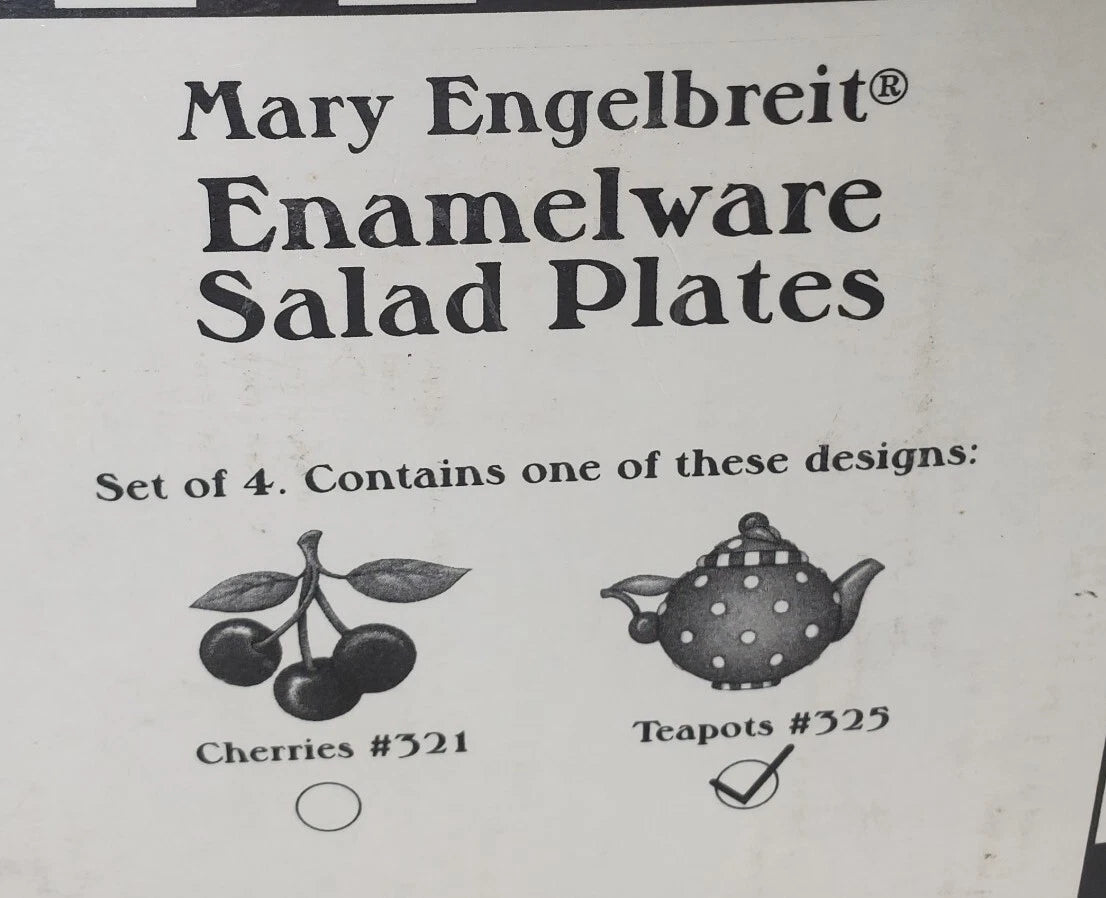 Mary Engelbreit®
Enamelware
Salad Plates
Set of 4. Contains one of these designs:
Cherries #321
Teapots #325